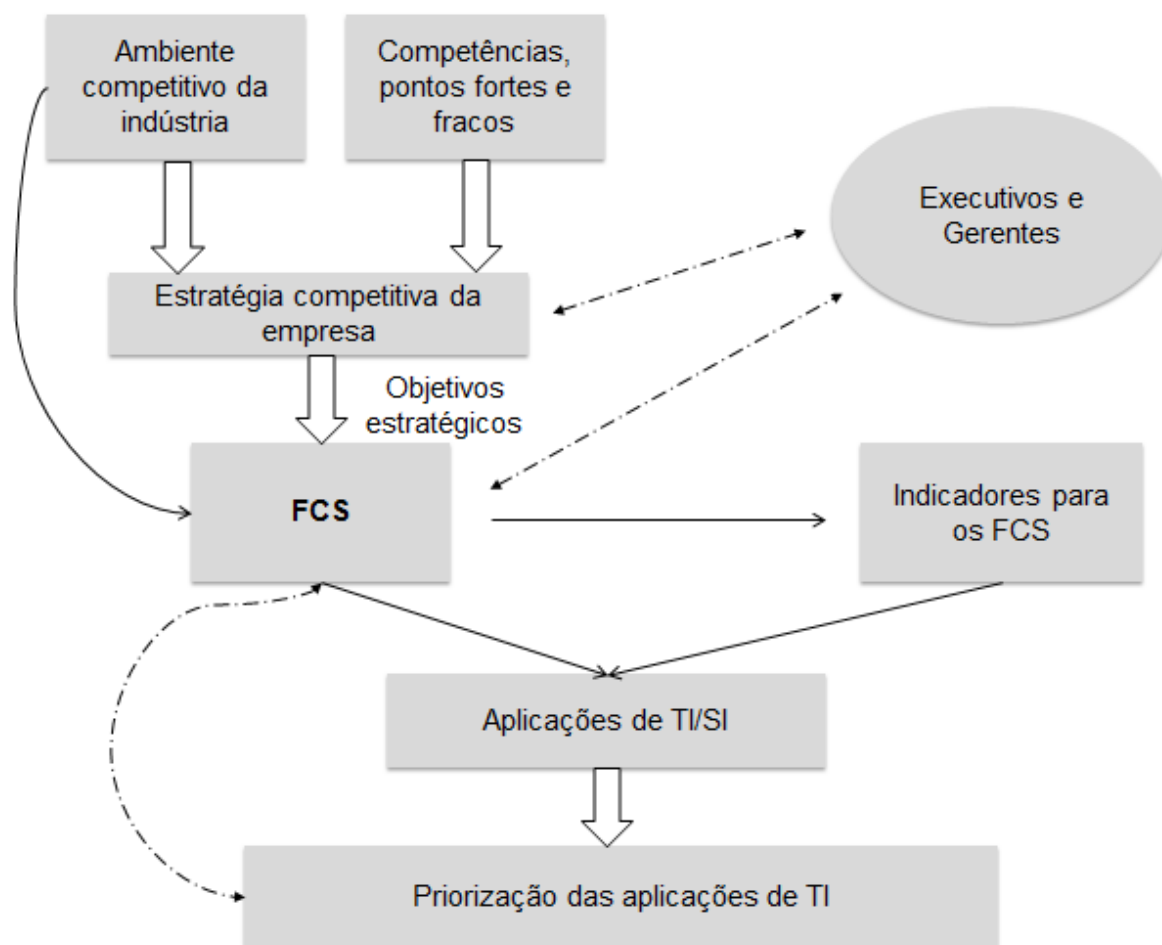 Ambiente
competitivo da
indústria
Competências,
pontos fortes e
fracos
Executivos e
Gerentes
Estratégia competitiva da
empresa
Objetivos
estratégicos
FCS
Indicadores para
os FCS
Aplicações de TI/SI
Priorização das aplicações de TI